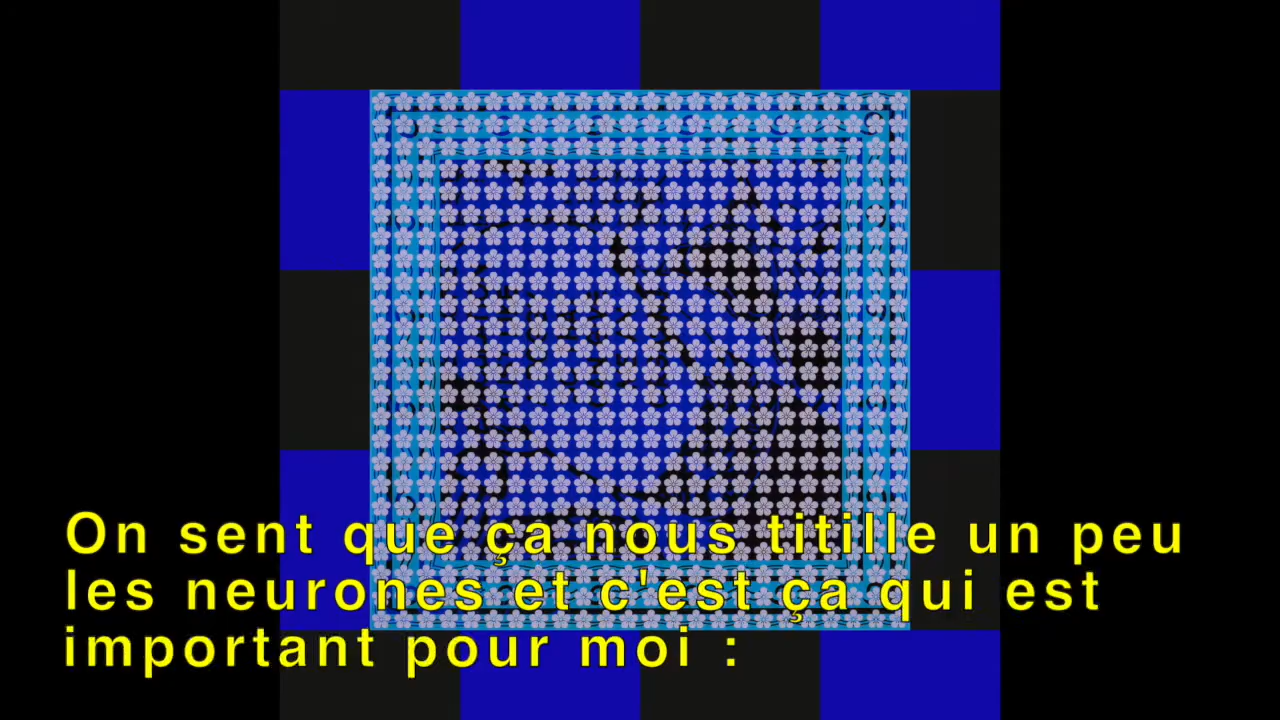 On sent que ça nous titille un peu
les neurones et c'est ça qui est
important pour moi :